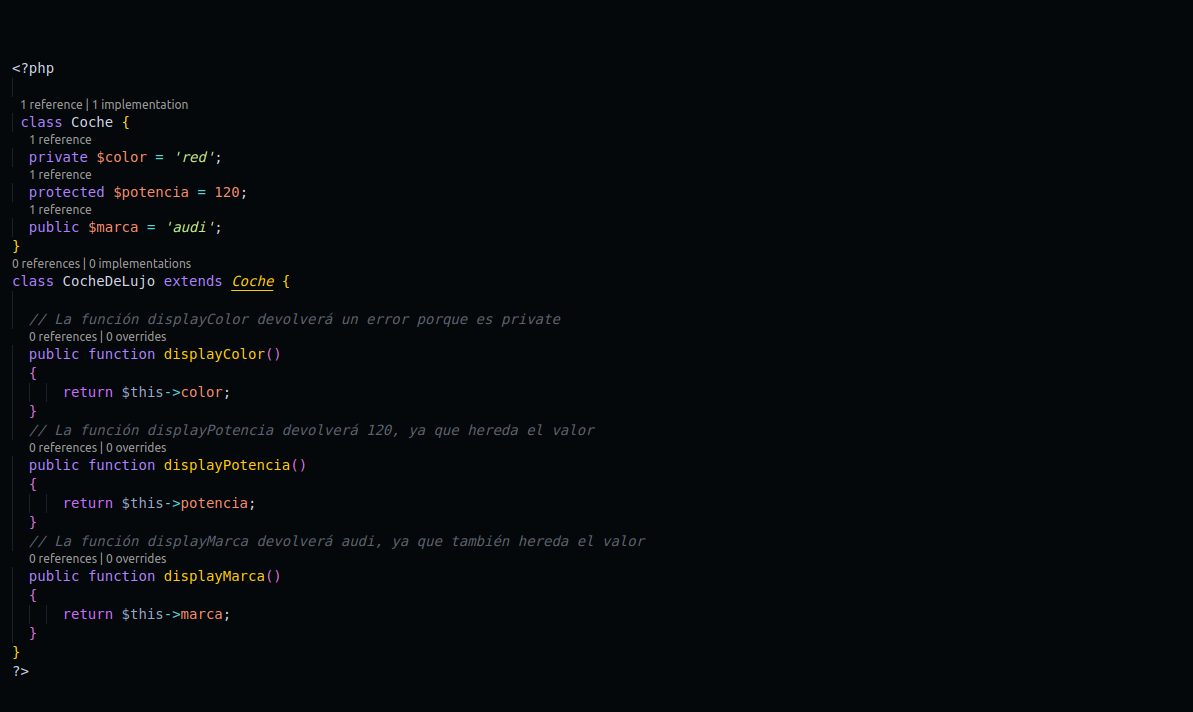 <?php
1 reference | 1 implementation
class Coche {
1 reference
private $color = 'red';
1 reference
protected $potencia = 120;
1 reference
public $marca = 'audi';
}
0 references | 0 implementations
class CocheDeLujo extends Coche {
// La función displayColor devolverá un error porque es private
0 references | 0 overrides
public function displayColor()
{
return $this->color;
}
// La función displayPotencia devolverá 120, ya que hereda el valor
0 references | 0 overrides
public function displayPotencia()
{
return $this->potencia;
}
// La función displayMarca devolverá audi, ya que también hereda el valor
0 references | 0 overrides
public function displayMarca()
{
return $this->marca;
}
}
?>